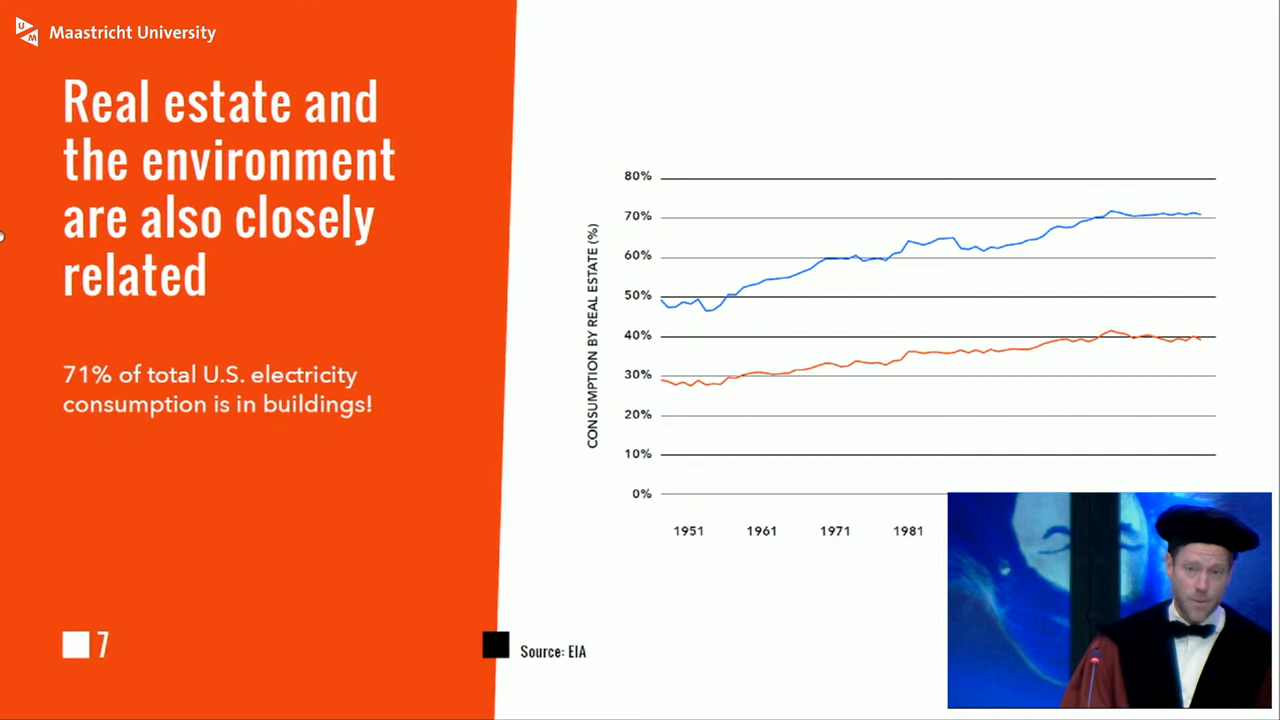 UM
Maastricht University
Real estate and
the environment
are also closely
related
71% of total U.S. electricity
consumption is in buildings!
7
CONSUMPTION BY REAL ESTATE (%)
80%
70%
60%
50%
40%
30%
20%
10%
0%
1951 1961 1971 1981
Source: EIA